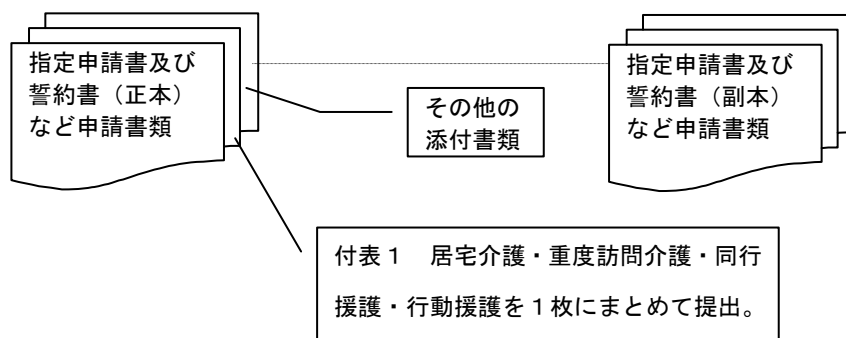 指定申請書及び
誓約書（正本）
など申請書類
その他の
添付書類
指定申請書及び
誓約書（副本）
など申請書類
付表１　居宅介護・重度訪問介護・同行
援護・行動援護を１枚にまとめて提出。